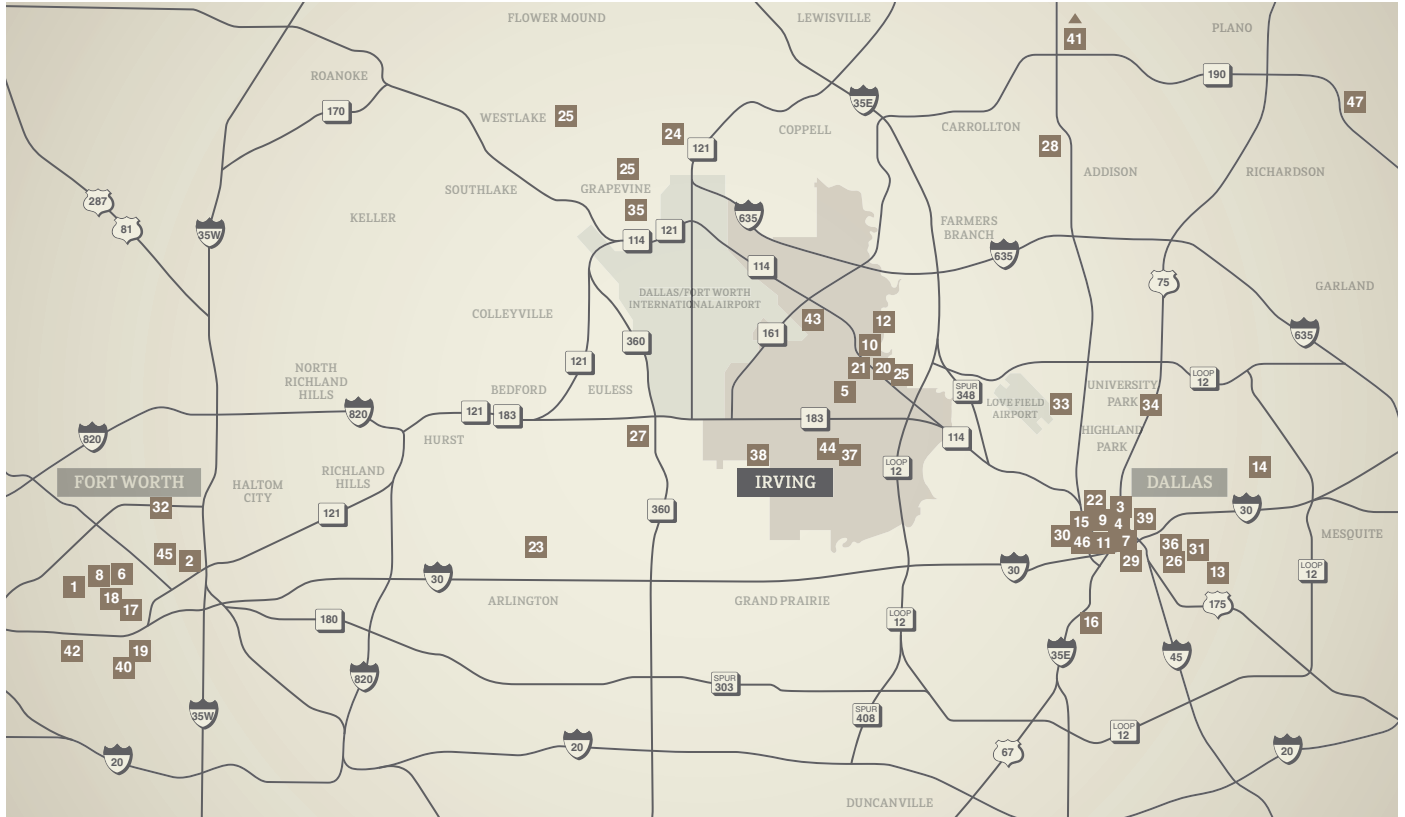 FLOWER MOUND
LEWISVILLE
PLANO
41
ROANOKE
190
35E
47
170
25
WESTLAKE
24
COPPELL
CARROLLTON
121
28
25
ADDISON
RICHARDSON
SOUTHLAKE
GRAPEVINE
287
35
635
KELLER
81
35W
121
114
FARMERS
BRANCH
635
114
75
GARLAND
DALLAS/FORT WORTH
INTERNATIONAL AIRPORT
COLLEYVILLE
43
12
161
360
10
635
121
21
20
25
NORTH
RICHLAND
HILLS
BEDFORD
EULESS
5
SPUR
348
LOVE FIELD
AIRPORT
33
UNIVERSITY
PARK
34
LOOP
12
820
121
183
183
820
HURST
27
114
HIGHLAND
PARK
38
44
37
LOOP
12
14
FORT WORTH
HALTOM
CITY
RICHLAND
HILLS
IRVING
DALLAS
32
121
360
22
3
30
15
9
4
39
30
46
11
7
MESQUITE
45
2
23
29
36
31
26
13
1
8
6
30
30
LOOP
12
18
17
ARLINGTON
GRAND PRAIRIE
175
180
LOOP
12
16
42
19
40
35E
45
820
SPUR
303
35W
SPUR
408
LOOP
12
20
20
67
20
DUNCANVILLE